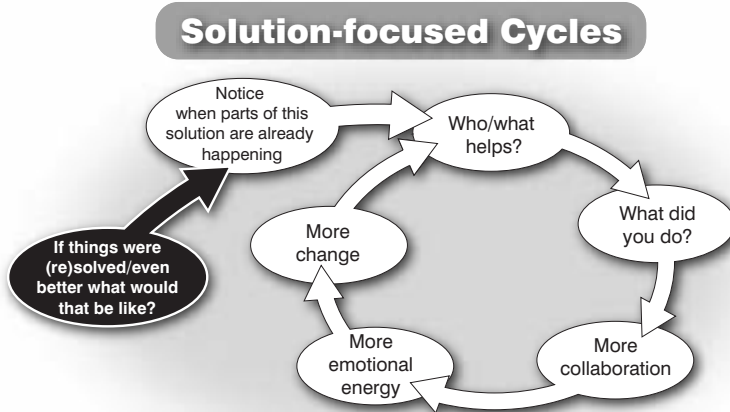 Solution-focused Cycles
Notice
when parts of this
solution are already
happening
Who/what
helps?
What did
you do?
More
collaboration
More
emotional
energy
More
change
If things were
(re)solved/even
better what would
that be like?